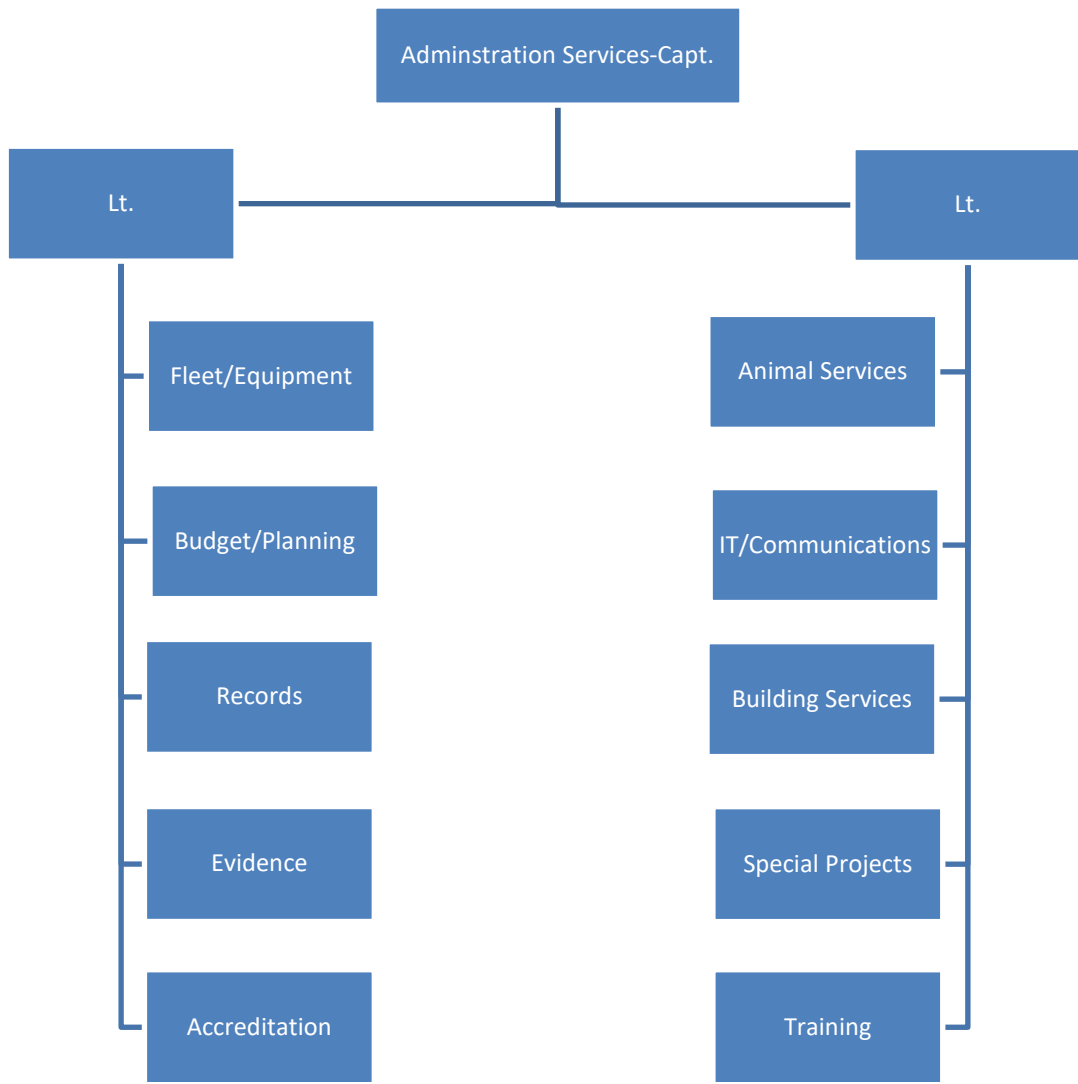 Adminstration Services-Capt.
Lt.
Lt.
Fleet/Equipment
Animal Services
Budget/Planning
IT/Communications
Records
Building Services
Evidence
Special Projects
Accreditation
Training